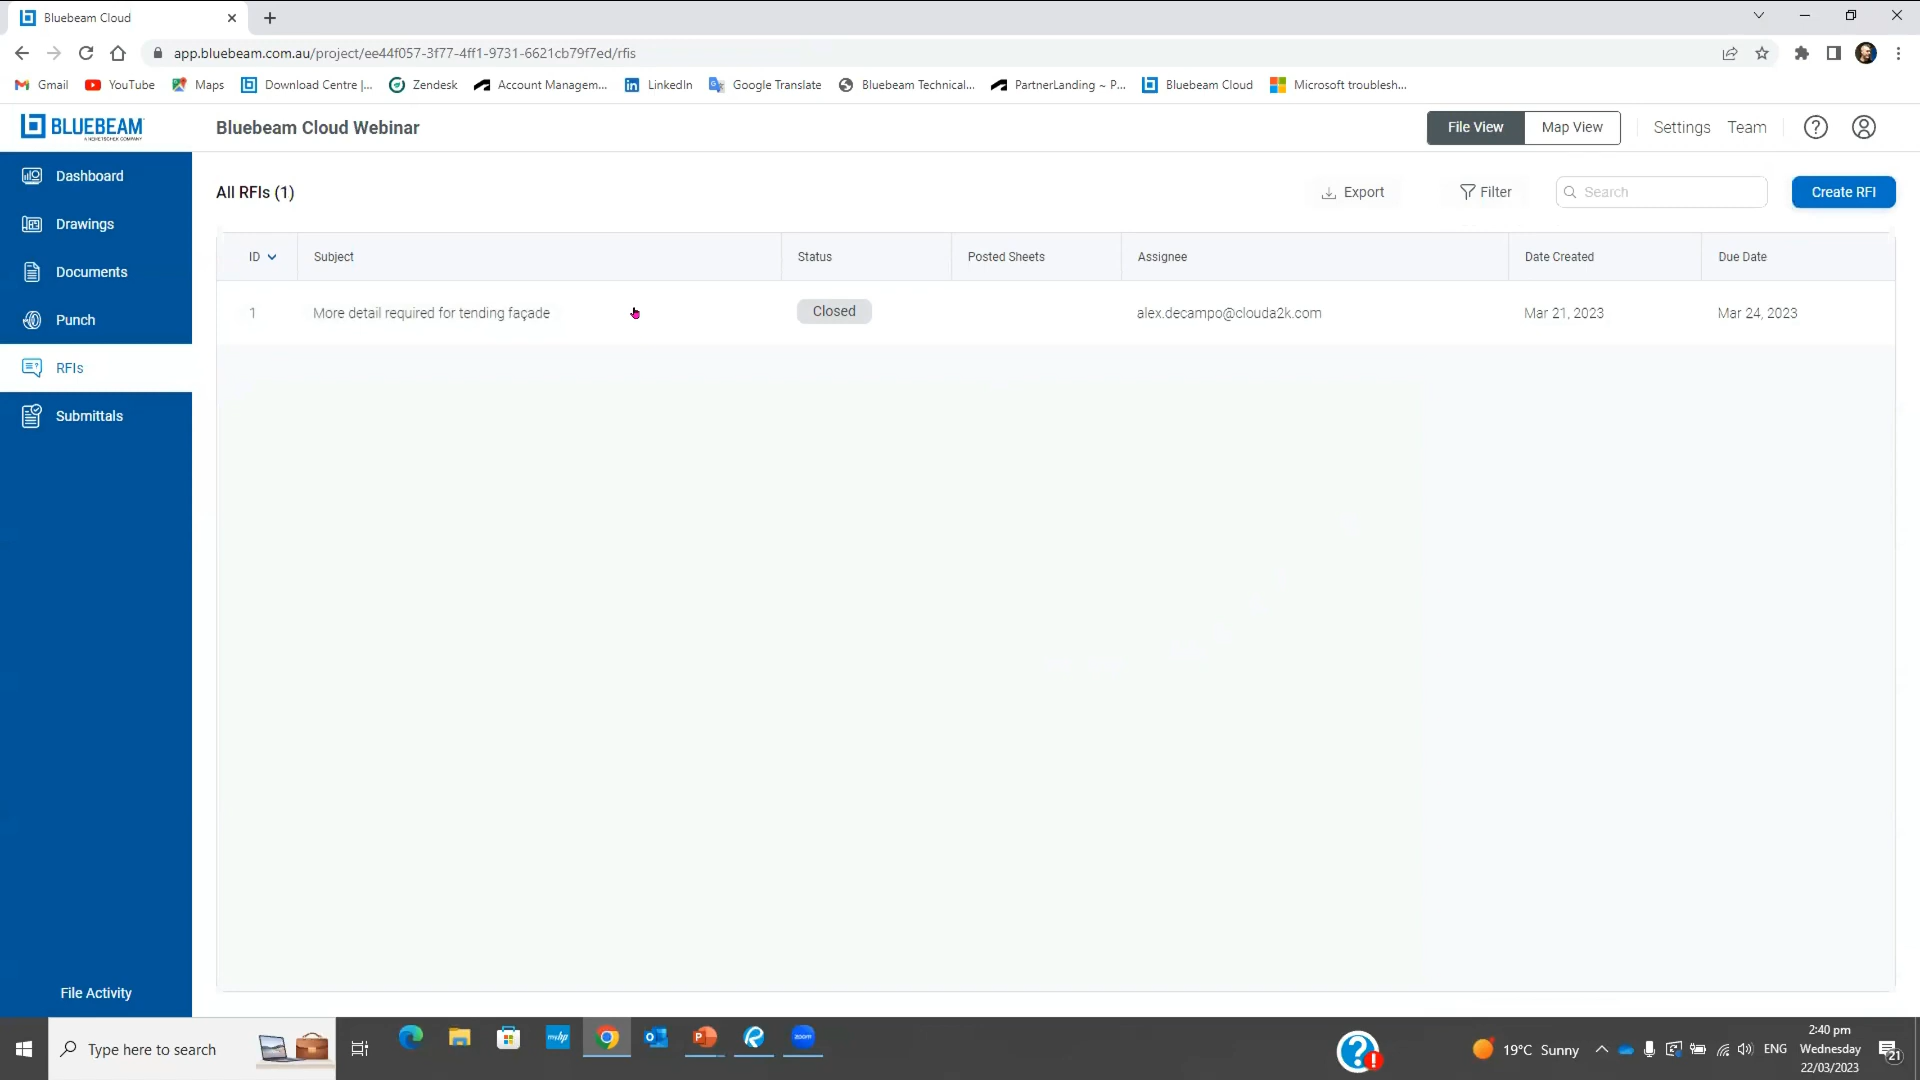 Bluebeam Cloud
app.bluebeam.com.au/project/ee44f057-3f77-4ff1-9731-6621cb79f7ed/rfis
Gmail YouTube Maps Download Centre |... Zendesk Account Managem... LinkedIn Google Translate Bluebeam Technical... PartnerLanding ~ P... Bluebeam Cloud Microsoft troublesh...
BLUEBEAM
A NEMETSCHEK COMPANY
Bluebeam Cloud Webinar
File View Map View Settings Team
Dashboard
Drawings
Documents
Punch
RFIs
Submittals
File Activity
All RFIs (1)
Export Filter Search Create RFI
ID Subject Status Posted Sheets Assignee Date Created Due Date
1 More detail required for tending façade Closed alex.decampo@clouda2k.com Mar 21, 2023 Mar 24, 2023
Type here to search
myhp
zoom
19°C Sunny
ENG
2:40 pm
Wednesday
22/03/2023
21